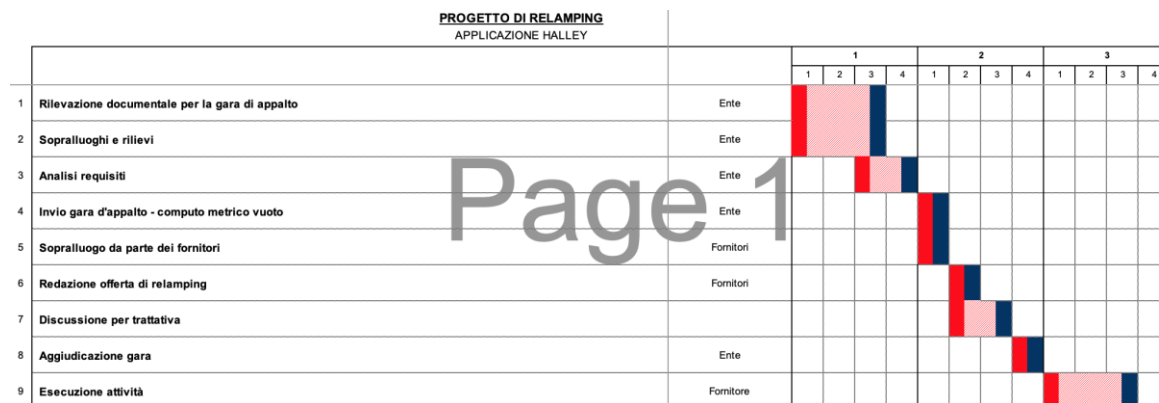 PROGETTO DI RELAMPING
APPLICAZIONE HALLEY
1 2 3
1 2 3 4 1 2 3 4 1 2 3 4
1 Rilevazione documentale per la gara di appalto Ente
2 Sopralluoghi e rilievi Ente
3 Analisi requisiti Ente
4 Invio gara d'appalto - computo metrico vuoto Ente
5 Sopralluogo da parte dei fornitori Fornitori
6 Redazione offerta di relamping Fornitori
7 Discussione per trattativa
8 Aggiudicazione gara Ente
9 Esecuzione attività Fornitore
Page 1